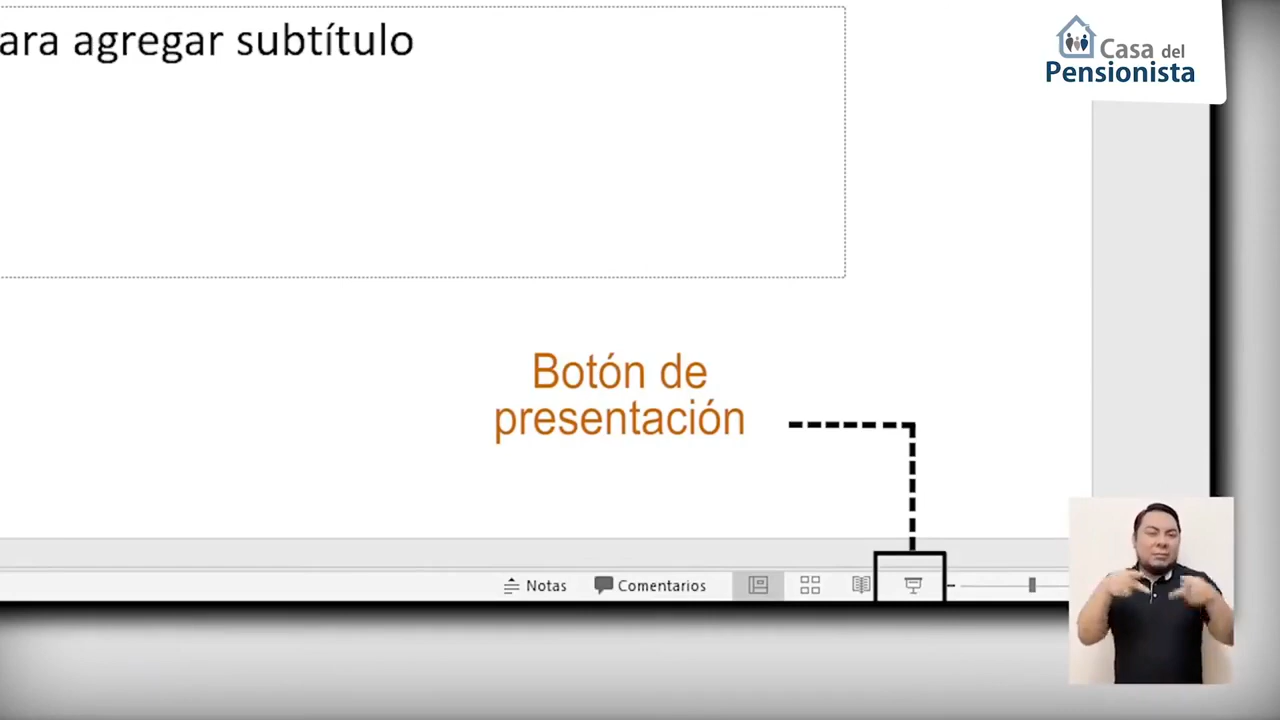 ara agregar subtítulo
Casa del
Pensionista
Botón de
presentación
Notas
Comentarios